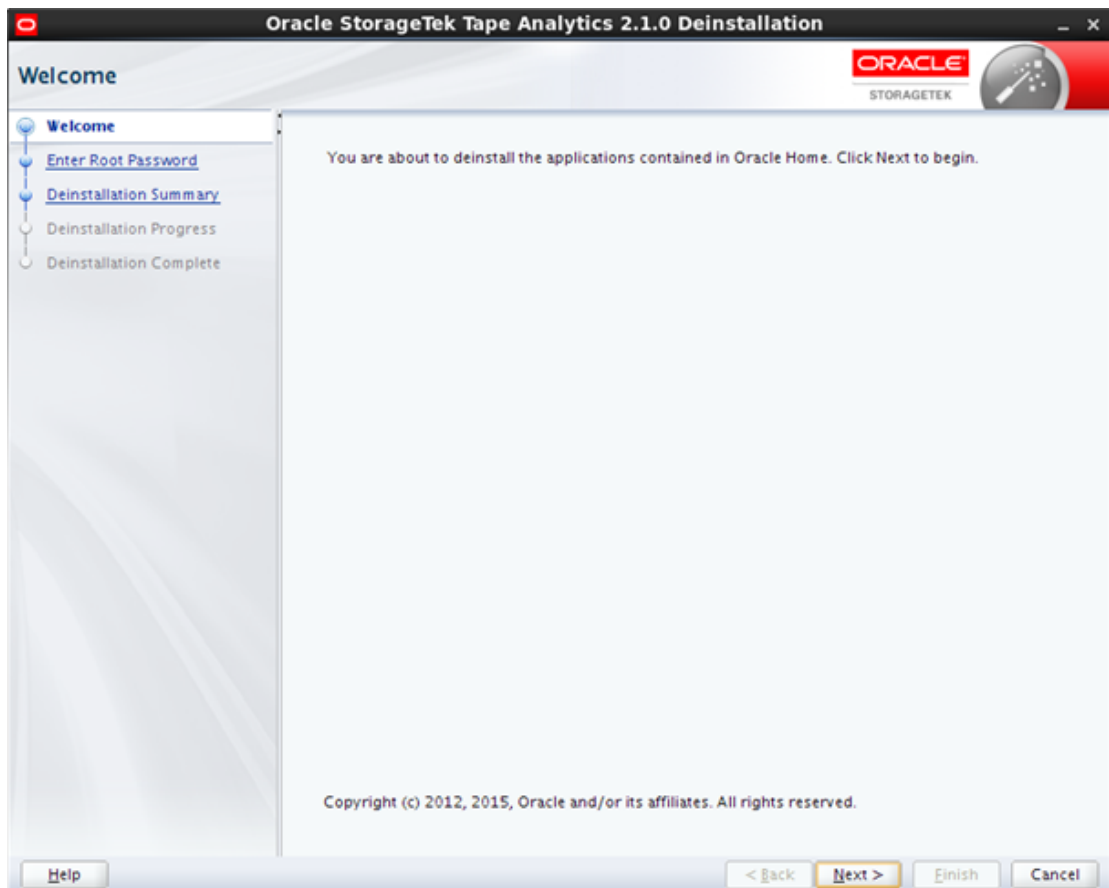 Oracle StorageTek Tape Analytics 2.1.0 Deinstallation
Welcome
ORACLE
STORAGETEK
Welcome
Enter Root Password
Deinstallation Summary
Deinstallation Progress
Deinstallation Complete
You are about to deinstall the applications contained in Oracle Home. Click Next to begin.
Copyright (c) 2012, 2015, Oracle and/or its affiliates. All rights reserved.
Help
< Back
Next >
Finish
Cancel